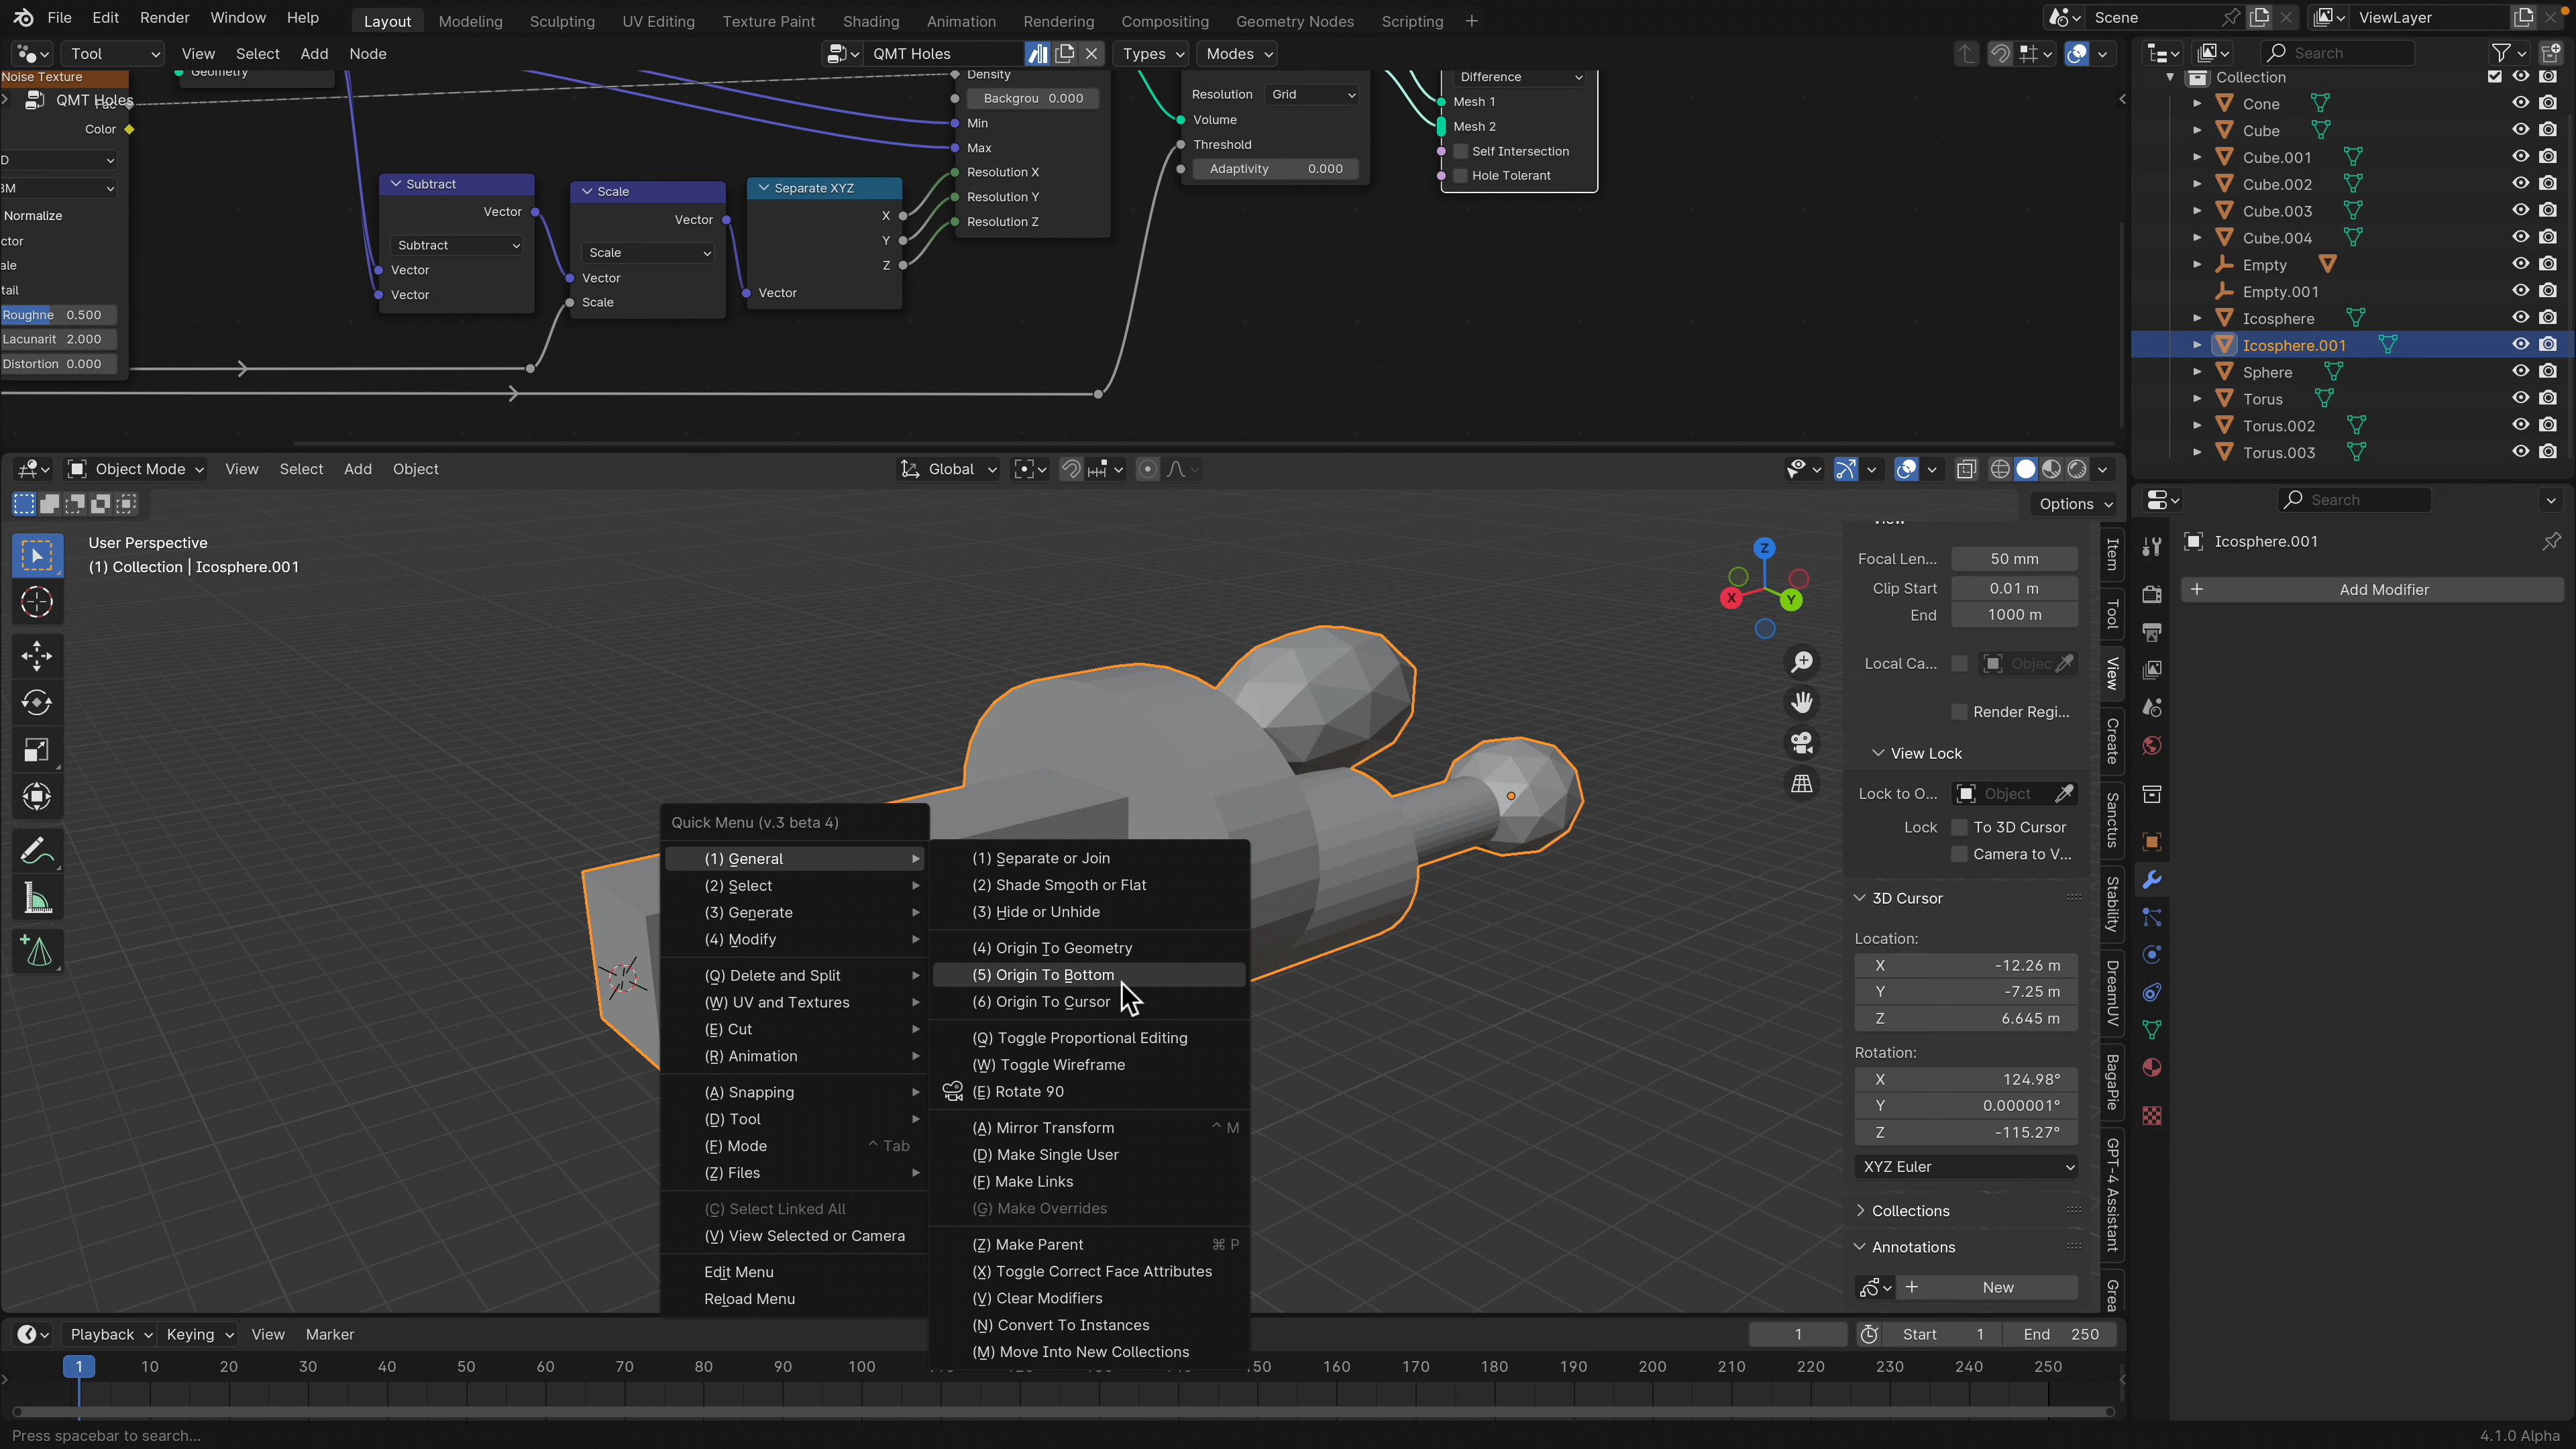 File Edit Render Window Help Layout Modeling Sculpting UV Editing Texture Paint Shading Animation Rendering Compositing Geometry Nodes Scripting + Scene ViewLayer
Tool View Select Add Node QMT Holes Types Modes Search
Noise Texture
QMT Holes
Color
Normalize
Roughne 0.500
Lacunarit 2.000
Distortion 0.000
Geometry
Subtract
Vector
Subtract
Vector
Vector
Scale
Vector
Scale
Vector
Scale
Separate XYZ
X
Y
Z
Vector
Density
Backgrou 0.000
Min
Max
Resolution X
Resolution Y
Resolution Z
Resolution Grid
Volume
Threshold
Adaptivity 0.000
Difference
Mesh 1
Mesh 2
Self Intersection
Hole Tolerant
Collection
Cone
Cube
Cube.001
Cube.002
Cube.003
Cube.004
Empty
Empty.001
Icosphere
Icosphere.001
Sphere
Torus
Torus.002
Torus.003
Object Mode View Select Add Object Global
Options
User Perspective
(1) Collection | Icosphere.001
Z
X
Y
Quick Menu (v.3 beta 4)
(1) General
(2) Select
(3) Generate
(4) Modify
(Q) Delete and Split
(W) UV and Textures
(E) Cut
(R) Animation
(A) Snapping
(D) Tool
(F) Mode ^ Tab
(Z) Files
(C) Select Linked All
(V) View Selected or Camera
Edit Menu
Reload Menu
(1) Separate or Join
(2) Shade Smooth or Flat
(3) Hide or Unhide
(4) Origin To Geometry
(5) Origin To Bottom
(6) Origin To Cursor
(Q) Toggle Proportional Editing
(W) Toggle Wireframe
(E) Rotate 90
(A) Mirror Transform ^ M
(D) Make Single User
(F) Make Links
(G) Make Overrides
(Z) Make Parent ⌘ P
(X) Toggle Correct Face Attributes
(V) Clear Modifiers
(N) Convert To Instances
(M) Move Into New Collections
View
Focal Len... 50 mm
Clip Start 0.01 m
End 1000 m
Local Ca... Objec
Render Regi...
View Lock
Lock to O... Object
Lock To 3D Cursor
Camera to V...
3D Cursor
Location:
X -12.26 m
Y -7.25 m
Z 6.645 m
Rotation:
X 124.98°
Y 0.000001°
Z -115.27°
XYZ Euler
Collections
Annotations
+ New
Item
Tool
View
Create
Sanctus
Stability
DreamUV
BagaPie
GPT-4 Assistant
Grea
Search
Icosphere.001
+ Add Modifier
Playback Keying View Marker 1 Start 1 End 250
1 10 20 30 40 50 60 70 80 90 100 150 160 170 180 190 200 210 220 230 240 250
Press spacebar to search... 4.1.0 Alpha